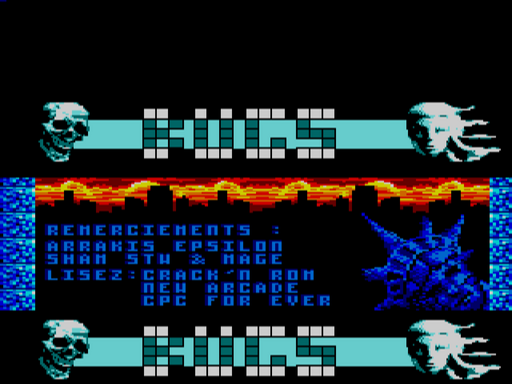 BUGS
REMERCIEMENTS :
ARRAKIS EPSILON
SHAM STW & MAGE
LISEZ:CRACK'N ROM
NEW ARCADE
CPC FOR EVER
BUGS